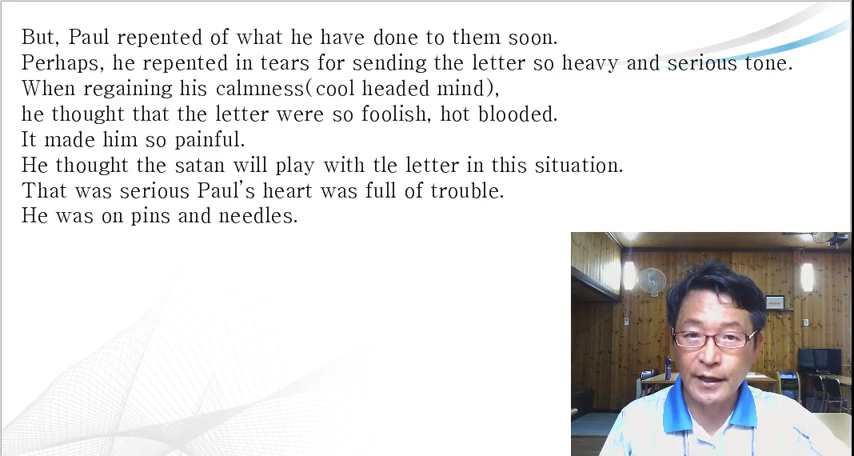 But, Paul repented of what he have done to them soon.
Perhaps, he repented in tears for sending the letter so heavy and serious tone.
When regaining his calmness(cool headed mind),
he thought that the letter were so foolish, hot blooded.
It made him so painful.
He thought the satan will play with tle letter in this situation.
That was serious Paul's heart was full of trouble.
He was on pins and needles.